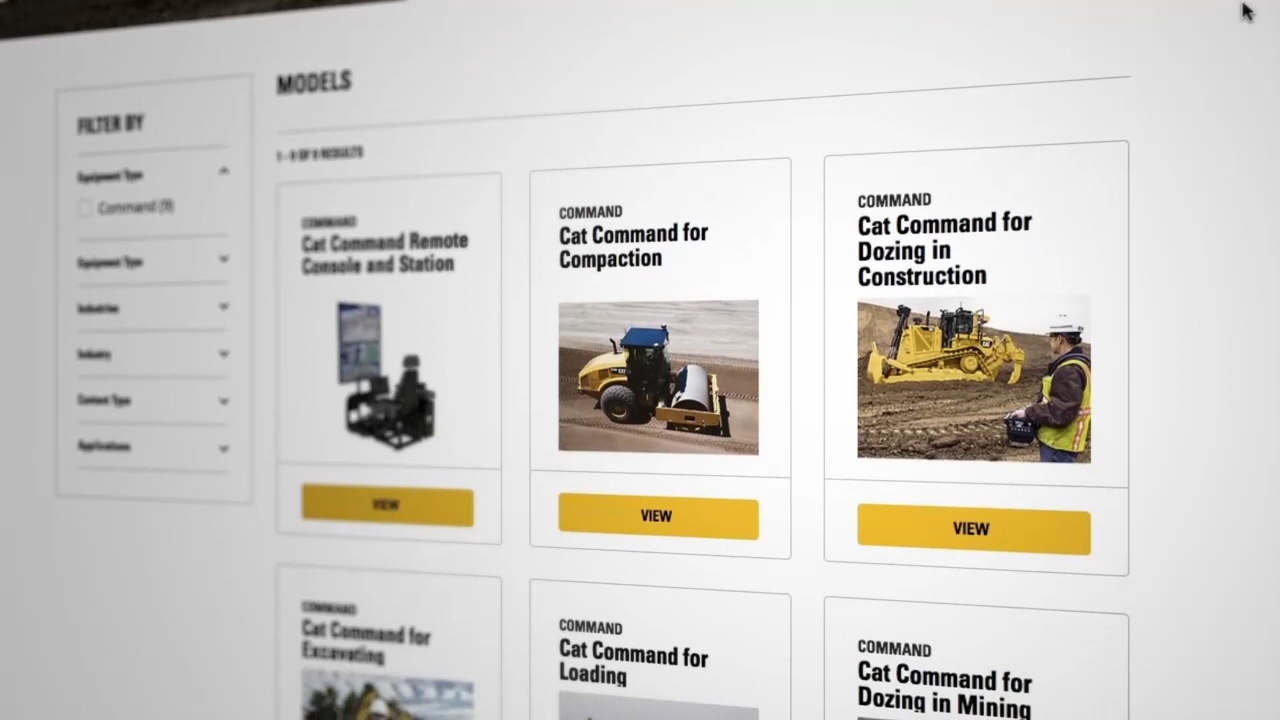 MODELS
FILTER BY
1 - 9 OF 9 RESULTS
Equipment Type
Command (9)
Equipment Type
Industries
Industry
Content Type
Applications
COMMAND
Cat Command Remote
Console and Station
VIEW
COMMAND
Cat Command for
Compaction
VIEW
COMMAND
Cat Command for
Dozing in
Construction
CAT
VIEW
COMMAND
Cat Command for
Excavating
COMMAND
Cat Command for
Loading
COMMAND
Cat Command for
Dozing in Mining